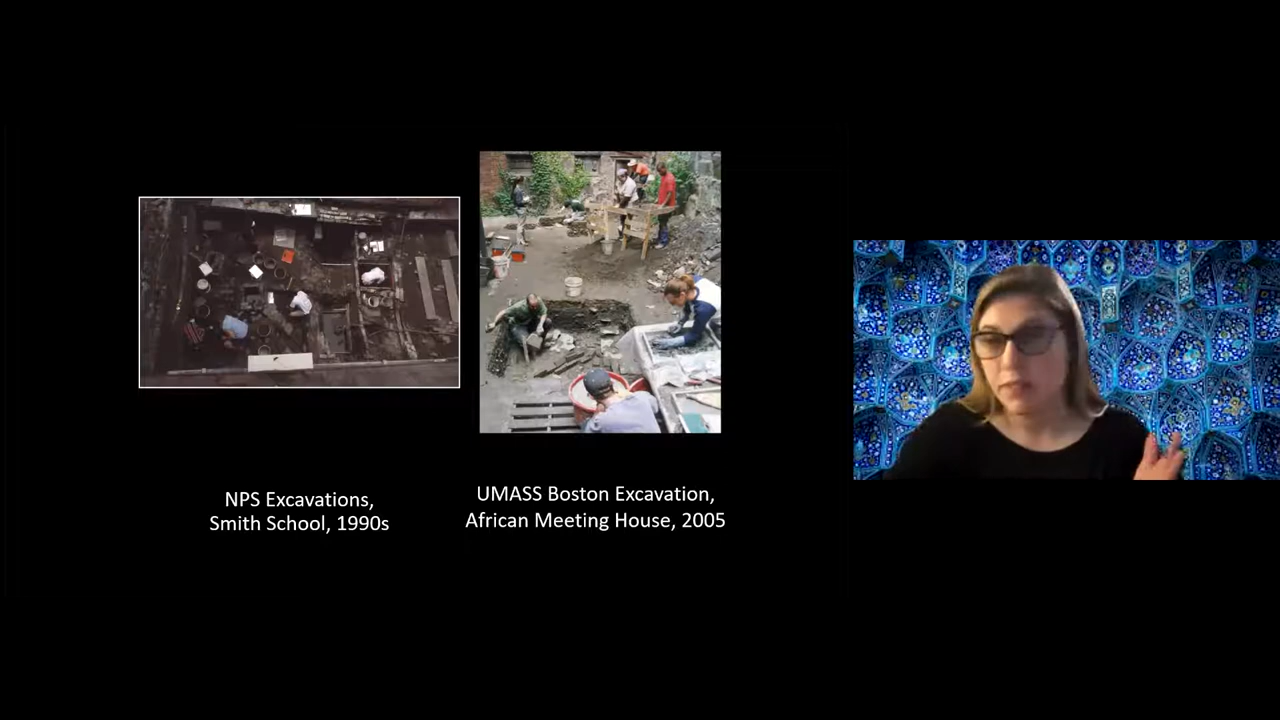 NPS Excavations,
Smith School, 1990s
UMASS Boston Excavation,
African Meeting House, 2005